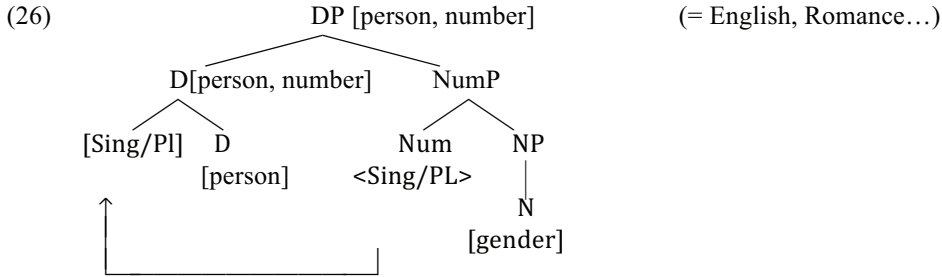 (26) DP [person, number] (= English, Romance…)
D[person, number] NumP
[Sing/Pl] D Num NP
[person] <Sing/PL>
N
[gender]